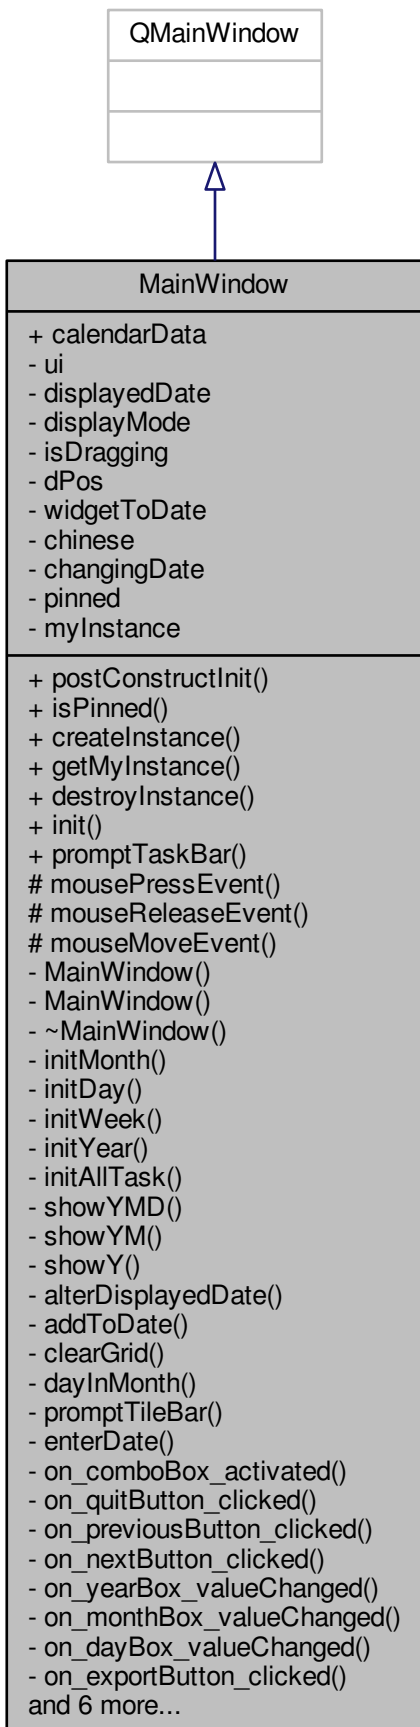 QMainWindow
MainWindow
+ calendarData
- ui
- displayedDate
- displayMode
- isDragging
- dPos
- widgetToDate
- chinese
- changingDate
- pinned
- myInstance
+ postConstructInit()
+ isPinned()
+ createInstance()
+ getMyInstance()
+ destroyInstance()
+ init()
+ promptTaskBar()
# mousePressEvent()
# mouseReleaseEvent()
# mouseMoveEvent()
- MainWindow()
- MainWindow()
- ~MainWindow()
- initMonth()
- initDay()
- initWeek()
- initYear()
- initAllTask()
- showYMD()
- showYM()
- showY()
- alterDisplayedDate()
- addToDate()
- clearGrid()
- dayInMonth()
- promptTileBar()
- enterDate()
- on_comboBox_activated()
- on_quitButton_clicked()
- on_previousButton_clicked()
- on_nextButton_clicked()
- on_yearBox_valueChanged()
- on_monthBox_valueChanged()
- on_dayBox_valueChanged()
- on_exportButton_clicked()
and 6 more...